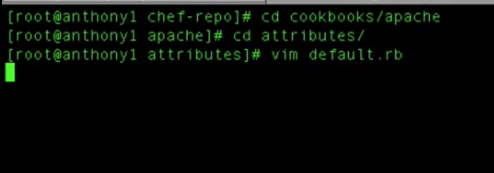 [root@anthony1 chef-repo]# cd cookbooks/apache
[root@anthony1 apache]# cd attributes/
[root@anthony1 attributes]# vim default.rb